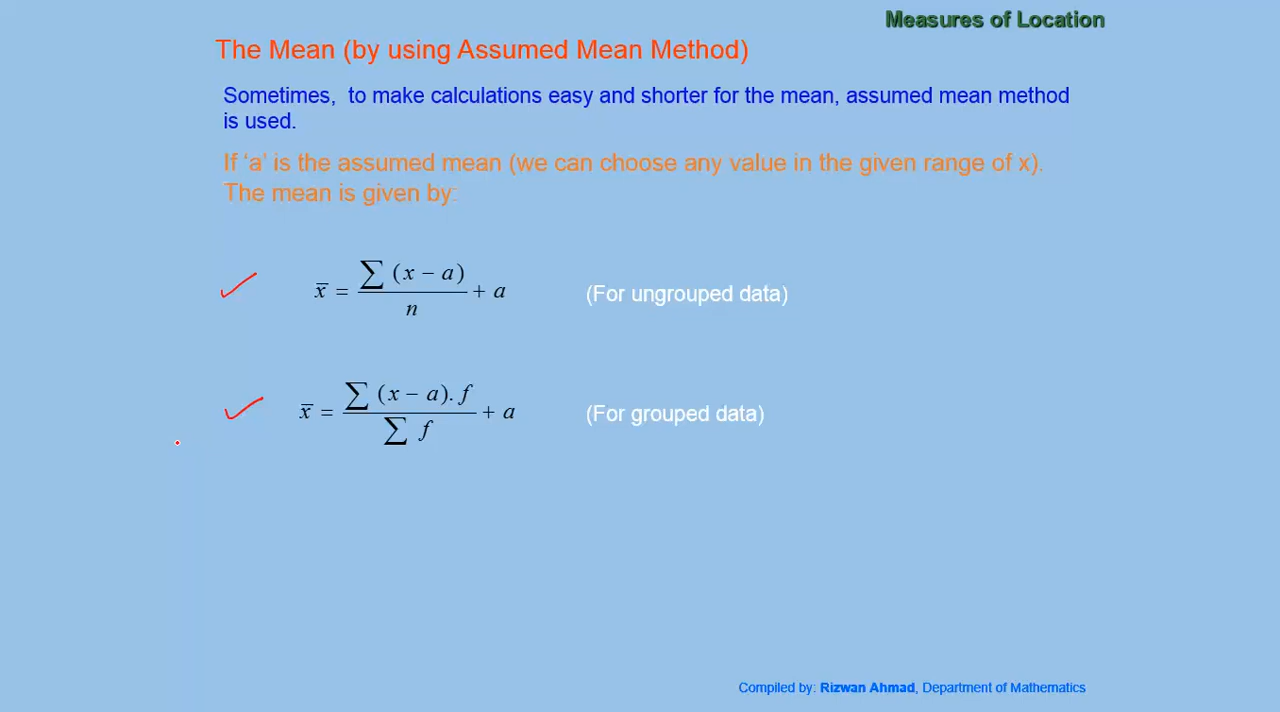 Measures of Location
The Mean (by using Assumed Mean Method)
Sometimes,  to make calculations easy and shorter for the mean, assumed mean method
is used.
If ‘a’ is the assumed mean (we can choose any value in the given range of x).
The mean is given by:
x̄ = ∑ (x − a) / n + a (For ungrouped data)
x̄ = ∑ (x − a). f / ∑ f + a (For grouped data)
Compiled by: Rizwan Ahmad, Department of Mathematics